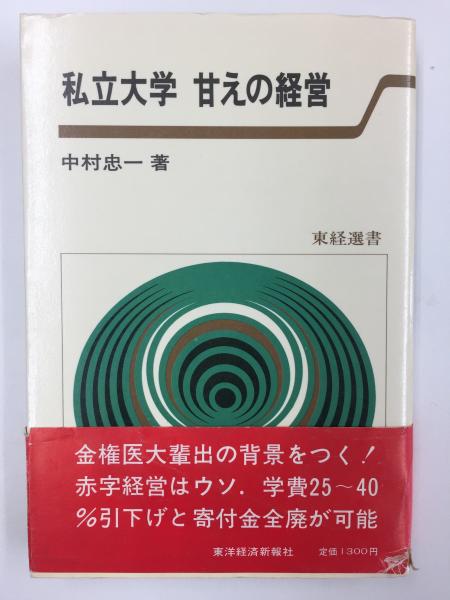 私立大学 甘えの経営
中村忠一 著
東経選書
金権医大輩出の背景をつく!
赤字経営はウソ. 学費25〜40
%引下げと寄付金全廃が可能
東洋経済新報社 定価1300円